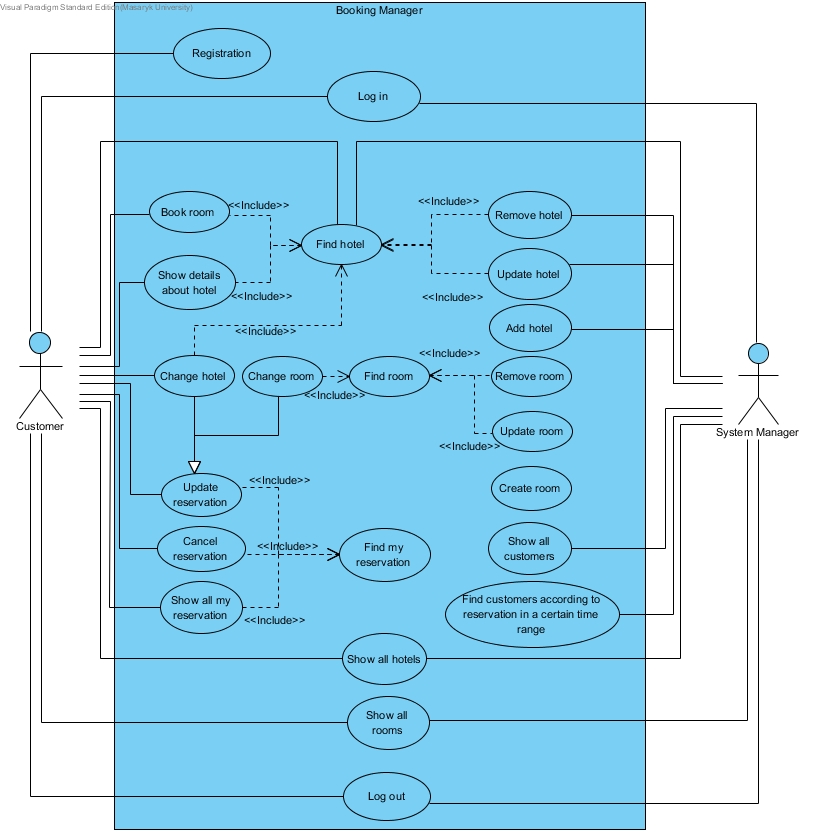 Visual Paradigm Standard Edition(Masaryk University)
Booking Manager
Registration
Log in
Book room
<<Include>>
<<Include>>
Remove hotel
Find hotel
Show details
about hotel
Update hotel
<<Include>>
<<Include>>
Add hotel
<<Include>>
<<Include>>
Change hotel
Change room
Find room
Remove room
<<Include>>
Update room
<<Include>>
Customer
System Manager
<<Include>>
Update
reservation
Create room
Cancel
reservation
<<Include>>
Find my
reservation
Show all
customers
Show all my
reservation
<<Include>>
Find customers according to
reservation in a certain time
range
Show all hotels
Show all
rooms
Log out